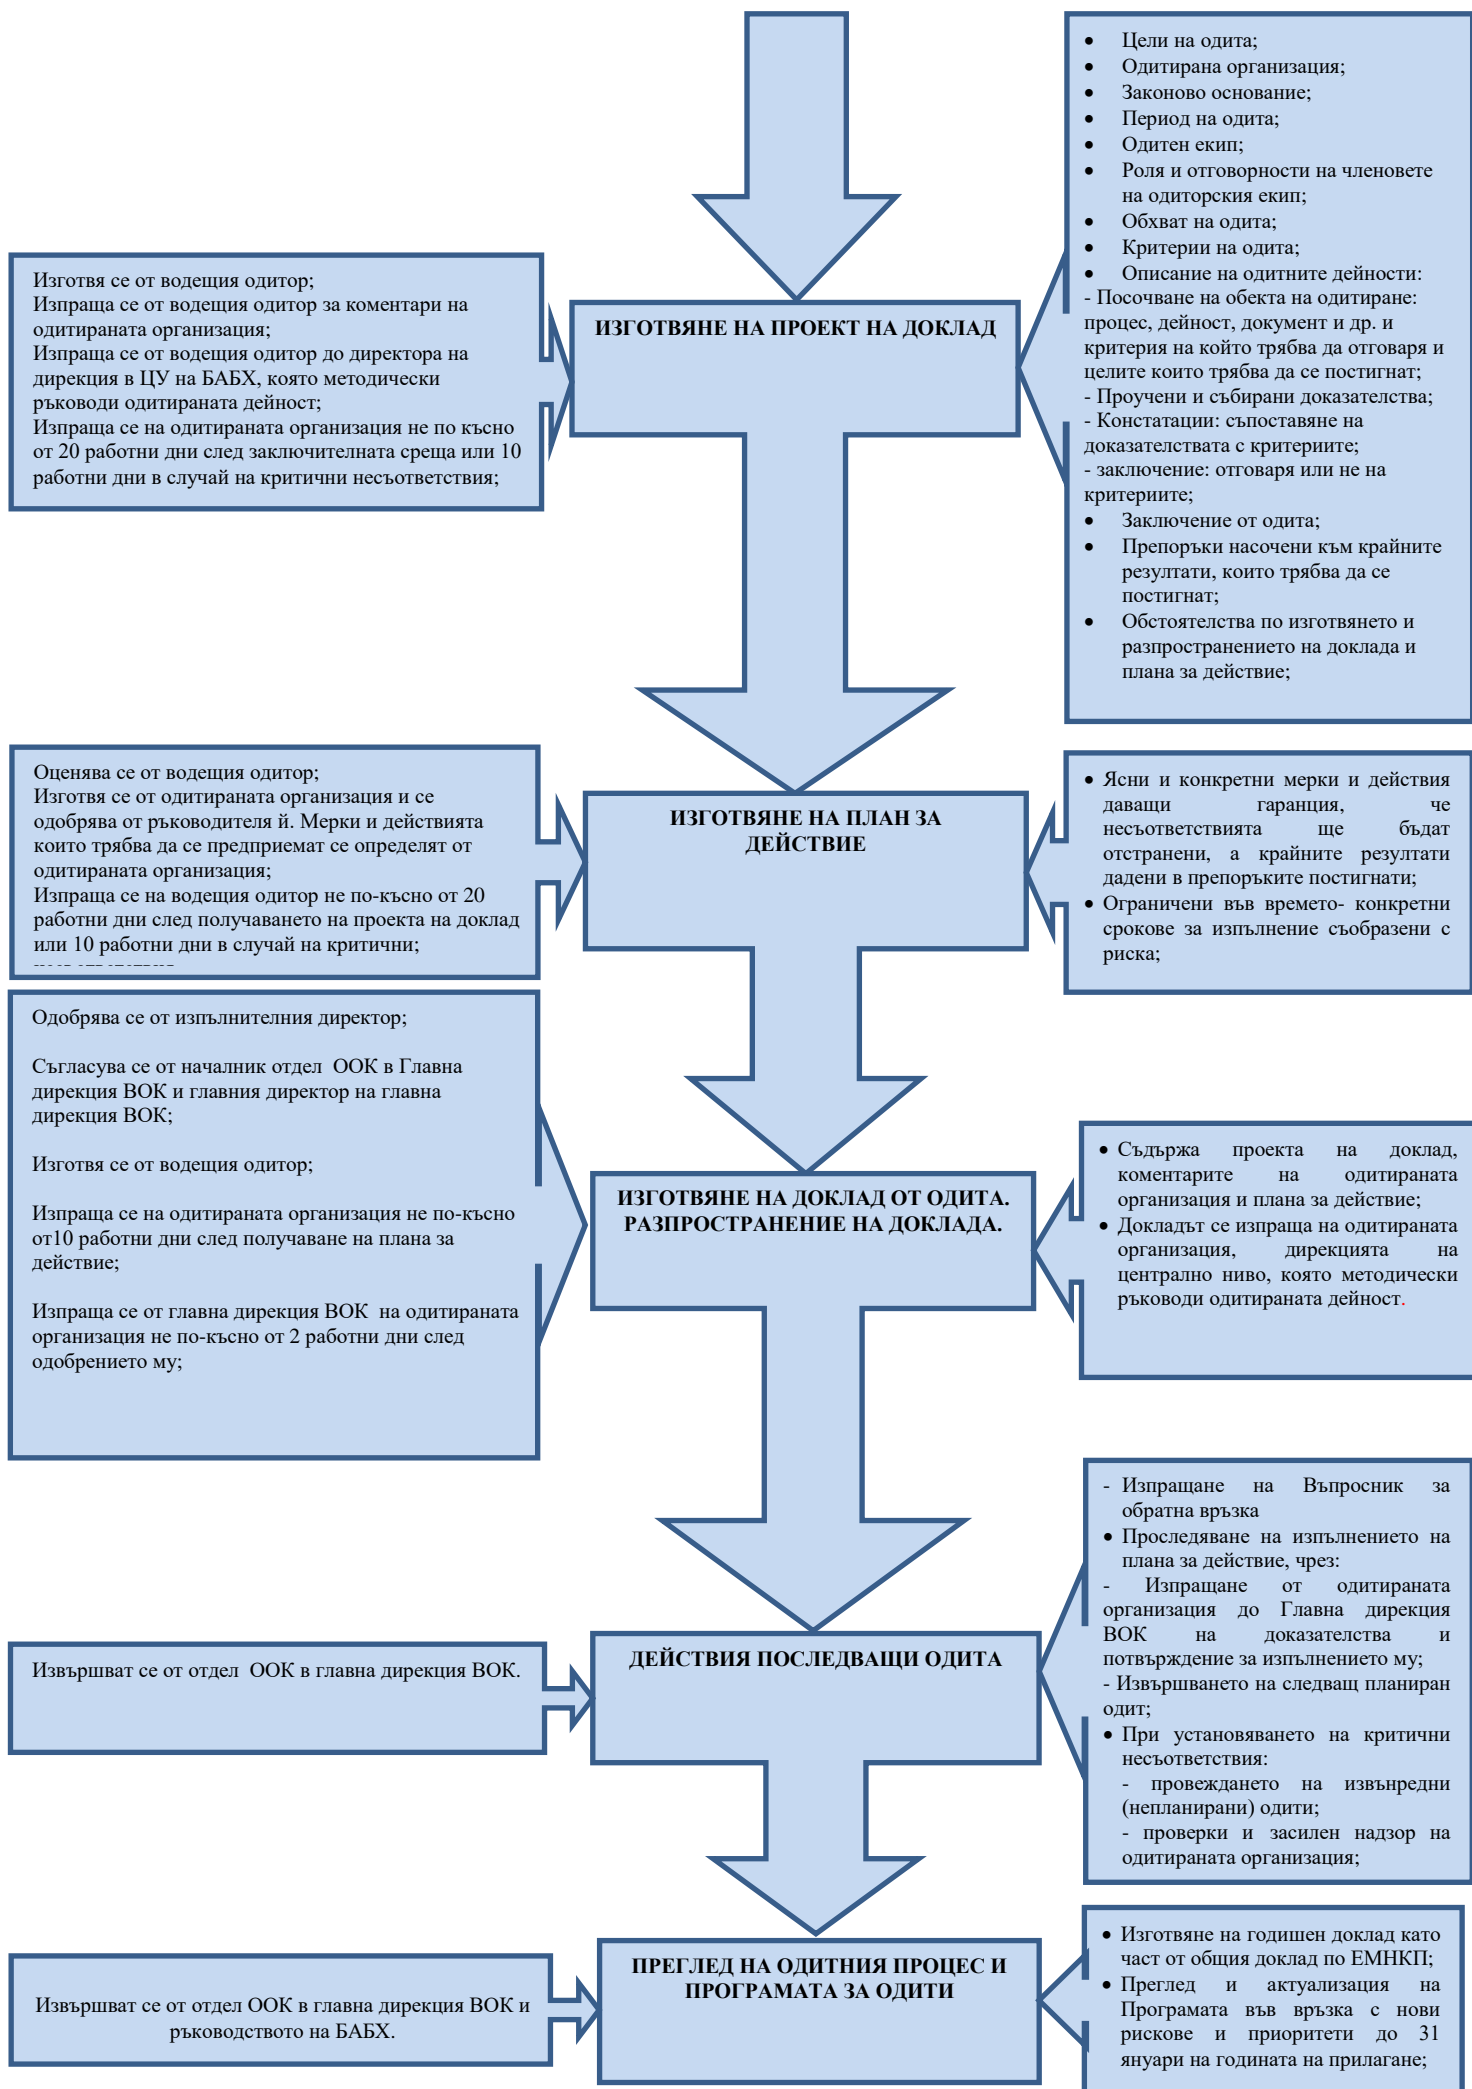 • Цели на одита;
• Одитирана организация;
• Законово основание;
• Период на одита;
• Одитен екип;
• Роля и отговорности на членовете
на одиторския екип;
• Обхват на одита;
• Критерии на одита;
• Описание на одитните дейности:
- Посочване на обекта на одитиране:
процес, дейност, документ и др. и
критерия на който трябва да отговаря и
целите които трябва да се постигнат;
- Проучени и събирани доказателства;
- Констатации: съпоставяне на
доказателствата с критериите;
- заключение: отговаря или не на
критериите;
• Заключение от одита;
• Препоръки насочени към крайните
резултати, които трябва да се
постигнат;
• Обстоятелства по изготвянето и
разпространението на доклада и
плана за действие;
Изготвя се от водещия одитор;
Изпраща се от водещия одитор за коментари на
одитираната организация;
Изпраща се от водещия одитор до директора на
дирекция в ЦУ на БАБХ, която методически
ръководи одитираната дейност;
Изпраща се на одитираната организация не по късно
от 20 работни дни след заключителната среща или 10
работни дни в случай на критични несъответствия;
ИЗГОТВЯНЕ НА ПРОЕКТ НА ДОКЛАД
Оценява се от водещия одитор;
Изготвя се от одитираната организация и се
одобрява от ръководителя й. Мерки и действията
които трябва да се предприемат се определят от
одитираната организация;
Изпраща се на водещия одитор не по-късно от 20
работни дни след получаването на проекта на доклад
или 10 работни дни в случай на критични;
ИЗГОТВЯНЕ НА ПЛАН ЗА
ДЕЙСТВИЕ
• Ясни и конкретни мерки и действия
даващи гаранция, че
несъответствията ще бъдат
отстранени, а крайните резултати
дадени в препоръките постигнати;
• Ограничени във времето- конкретни
срокове за изпълнение съобразени с
риска;
Одобрява се от изпълнителния директор;
Съгласува се от началник отдел ООК в Главна
дирекция ВОК и главния директор на главна
дирекция ВОК;
Изготвя се от водещия одитор;
Изпраща се на одитираната организация не по-късно
от10 работни дни след получаване на плана за
действие;
Изпраща се от главна дирекция ВОК на одитираната
организация не по-късно от 2 работни дни след
одобрението му;
ИЗГОТВЯНЕ НА ДОКЛАД ОТ ОДИТА.
РАЗПРОСТРАНЕНИЕ НА ДОКЛАДА.
• Съдържа проекта на доклад,
коментарите на одитираната
организация и плана за действие;
• Докладът се изпраща на одитираната
организация, дирекцията на
централно ниво, която методически
ръководи одитираната дейност.
- Изпращане на Въпросник за
обратна връзка
• Проследяване на изпълнението на
плана за действие, чрез:
- Изпращане от одитираната
организация до Главна дирекция
ВОК на доказателства и
потвърждение за изпълнението му;
- Извършването на следващ планиран
одит;
• При установяването на критични
несъответствия:
- провеждането на извънредни
(непланирани) одити;
- проверки и засилен надзор на
одитираната организация;
Извършват се от отдел ООК в главна дирекция ВОК.
ДЕЙСТВИЯ ПОСЛЕДВАЩИ ОДИТА
Извършват се от отдел ООК в главна дирекция ВОК и
ръководството на БАБХ.
ПРЕГЛЕД НА ОДИТНИЯ ПРОЦЕС И
ПРОГРАМАТА ЗА ОДИТИ
• Изготвяне на годишен доклад като
част от общия доклад по ЕМНКП;
• Преглед и актуализация на
Програмата във връзка с нови
рискове и приоритети до 31
януари на годината на прилагане;